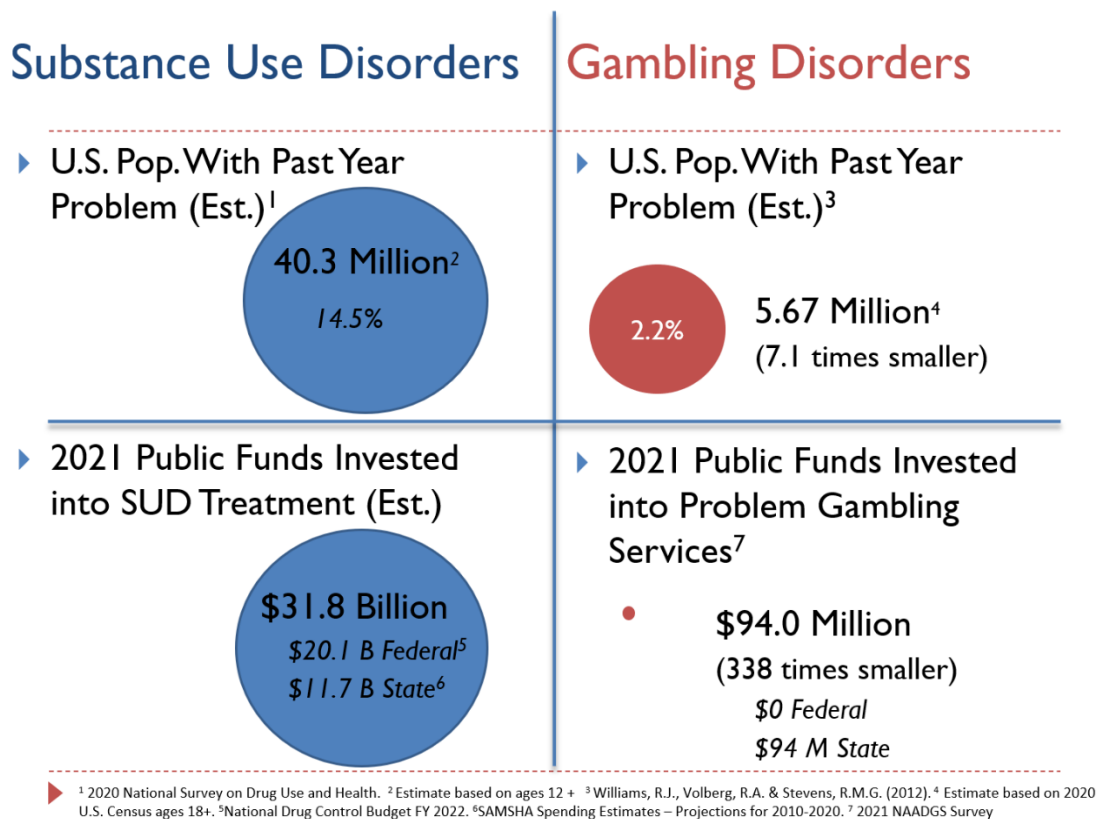 Substance Use Disorders
Gambling Disorders
U.S. Pop. With Past Year
Problem (Est.)¹
40.3 Million²
14.5%
U.S. Pop. With Past Year
Problem (Est.)³
2.2%
5.67 Million⁴
(7.1 times smaller)
2021 Public Funds Invested
into SUD Treatment (Est.)
$31.8 Billion
$20.1 B Federal⁵
$11.7 B State⁶
2021 Public Funds Invested
into Problem Gambling
Services⁷
$94.0 Million
(338 times smaller)
$0 Federal
$94 M State
¹ 2020 National Survey on Drug Use and Health. ² Estimate based on ages 12 + ³ Williams, R.J., Volberg, R.A. & Stevens, R.M.G. (2012). ⁴ Estimate based on 2020
U.S. Census ages 18+. ⁵National Drug Control Budget FY 2022. ⁶SAMSHA Spending Estimates – Projections for 2010-2020. ⁷ 2021 NAADGS Survey